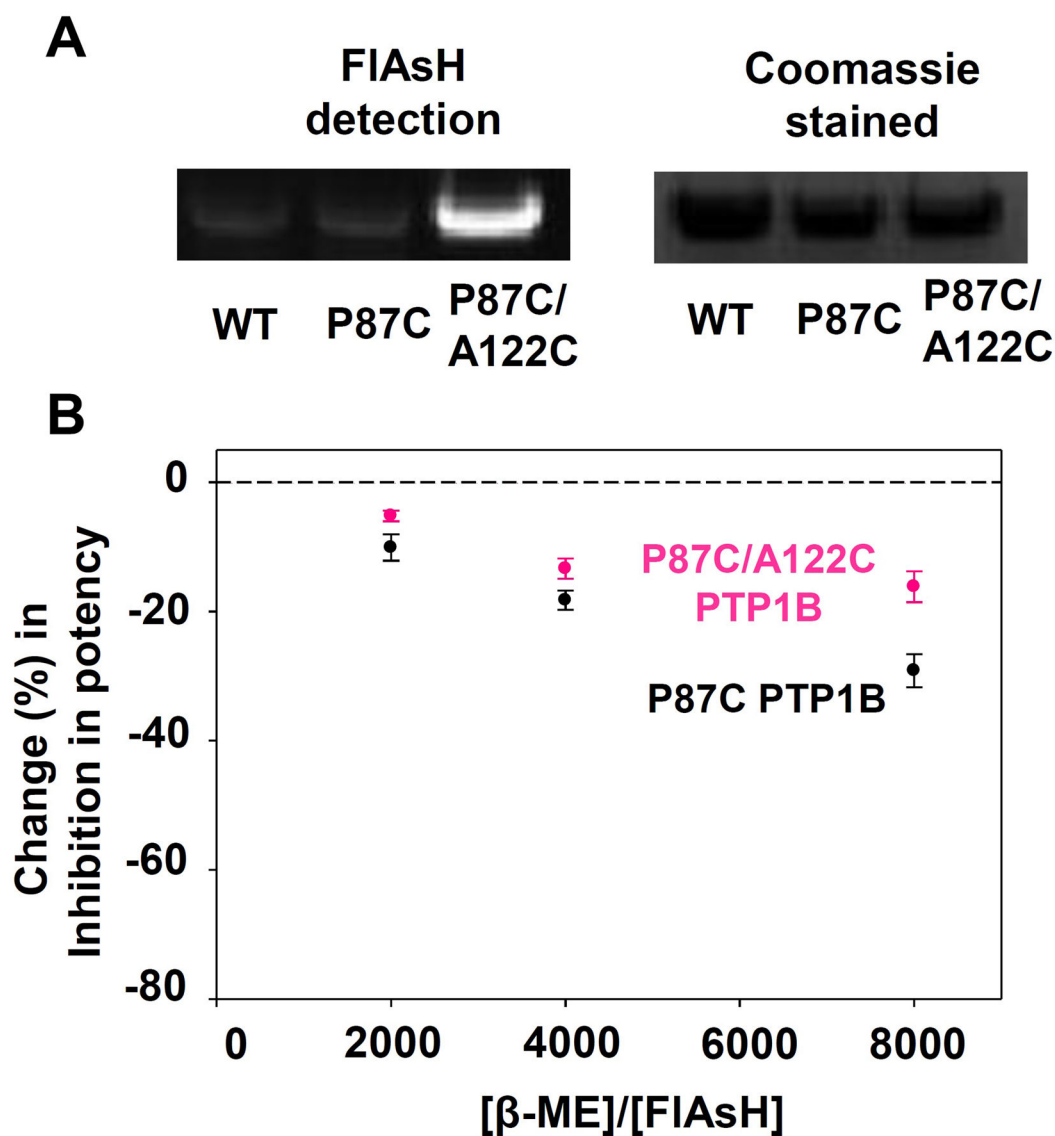 A
FlAsH
detection
Coomassie
stained
WT
P87C
P87C/
A122C
WT
P87C
P87C/
A122C
B
Change (%) in
Inhibition in potency
0
-20
-40
-60
-80
P87C/A122C
PTP1B
P87C PTP1B
0
2000
4000
6000
8000
[β-ME]/[FlAsH]